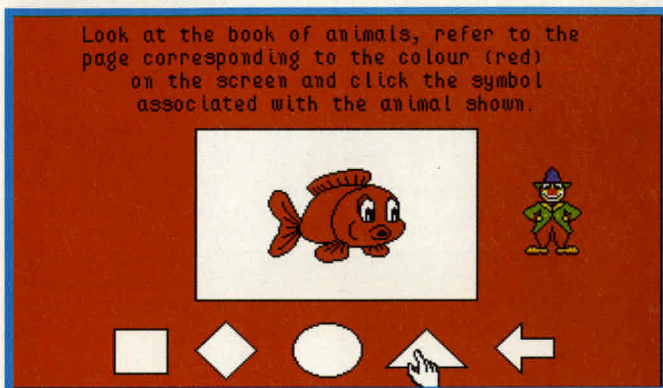 Look at the book of animals, refer to the
page corresponding to the colour (red)
on the screen and click the symbol
associated with the animal shown.